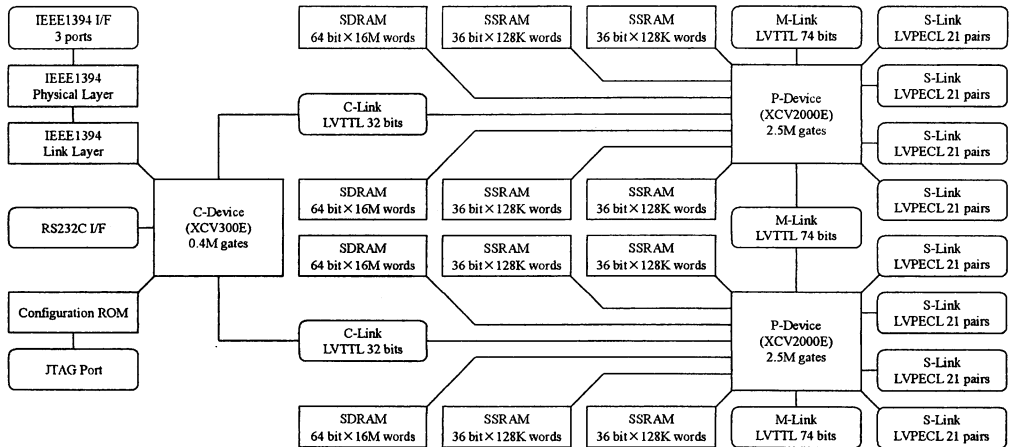 IEEE1394 I/F
3 ports
IEEE1394
Physical Layer
IEEE1394
Link Layer
RS232C I/F
Configuration ROM
JTAG Port
C-Device
(XCV300E)
0.4M gates
C-Link
LVTTL 32 bits
C-Link
LVTTL 32 bits
SDRAM
64 bit×16M words
SSRAM
36 bit×128K words
SSRAM
36 bit×128K words
M-Link
LVTTL 74 bits
S-Link
LVPECL 21 pairs
S-Link
LVPECL 21 pairs
P-Device
(XCV2000E)
2.5M gates
S-Link
LVPECL 21 pairs
SDRAM
64 bit×16M words
SSRAM
36 bit×128K words
SSRAM
36 bit×128K words
S-Link
LVPECL 21 pairs
M-Link
LVTTL 74 bits
SDRAM
64 bit×16M words
SSRAM
36 bit×128K words
SSRAM
36 bit×128K words
S-Link
LVPECL 21 pairs
S-Link
LVPECL 21 pairs
P-Device
(XCV2000E)
2.5M gates
S-Link
LVPECL 21 pairs
SDRAM
64 bit×16M words
SSRAM
36 bit×128K words
SSRAM
36 bit×128K words
M-Link
LVTTL 74 bits
S-Link
LVPECL 21 pairs